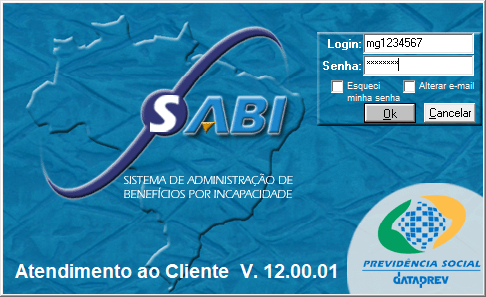 Login: mg1234567
Senha: ********
Esqueci minha senha
Alterar e-mail
Ok Cancelar
SABI
SISTEMA DE ADMINISTRAÇÃO DE
BENEFÍCIOS POR INCAPACIDADE
PREVIDÊNCIA SOCIAL
DATAPREV
Atendimento ao Cliente V. 12.00.01